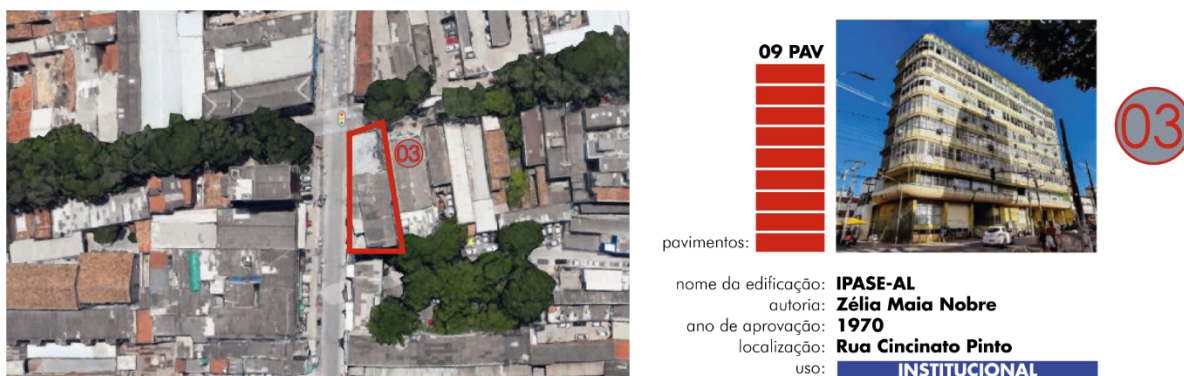 03
09 PAV
pavimentos:
03
nome da edificação: IPASE-AL
autoria: Zélia Maia Nobre
ano de aprovação: 1970
localização: Rua Cincinato Pinto
uso: INSTITUCIONAL